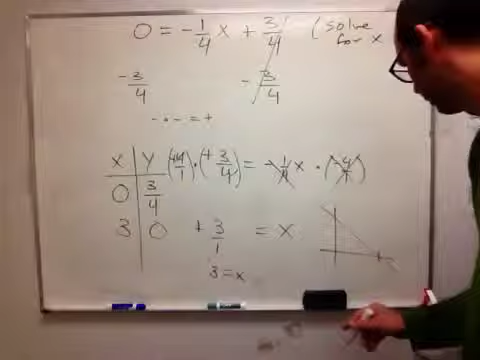 0 = -1/4 x + 3/4 (solve for x
-3/4 -3/4
- · - = +
X | Y (+4/1) · (+3/4) = -1/4 x · (-4/1)
0 | 3/4
3 | 0 +3/1 = x
3 = x